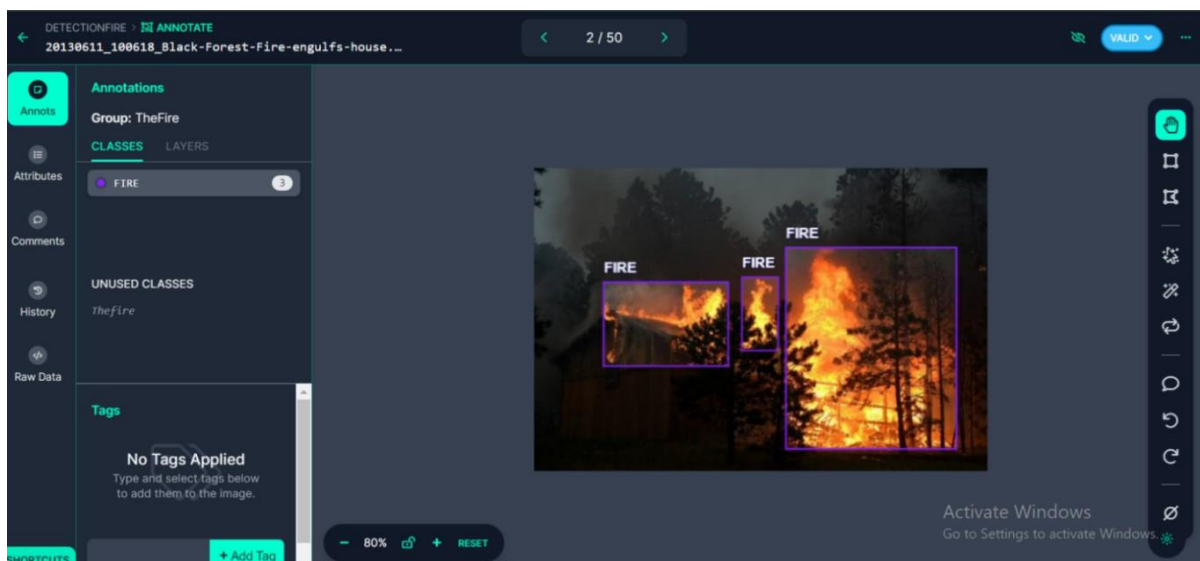 DETECTIONFIRE > ANNOTATE
20130611_100618_Black-Forest-Fire-engulfs-house...
2 / 50
VALID
Annots
Attributes
Comments
History
Raw Data
SHORTCUTS
Annotations
Group: TheFire
CLASSES LAYERS
FIRE 3
UNUSED CLASSES
Thefire
Tags
No Tags Applied
Type and select tags below
to add them to the image.
+ Add Tag
FIRE
FIRE
FIRE
− 80% + RESET
Activate Windows
Go to Settings to activate Windows.